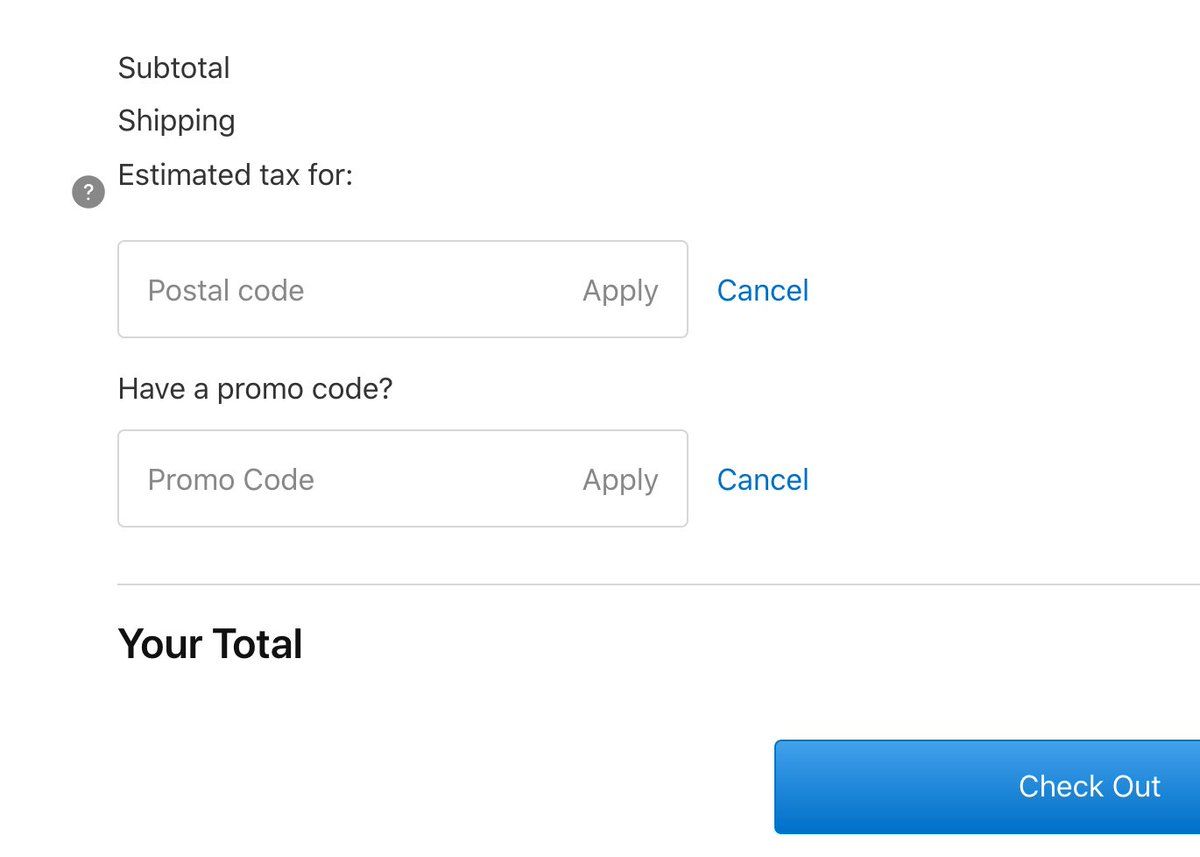 Subtotal
Shipping
? Estimated tax for:
Postal code Apply Cancel
Have a promo code?
Promo Code Apply Cancel
Your Total
Check Out